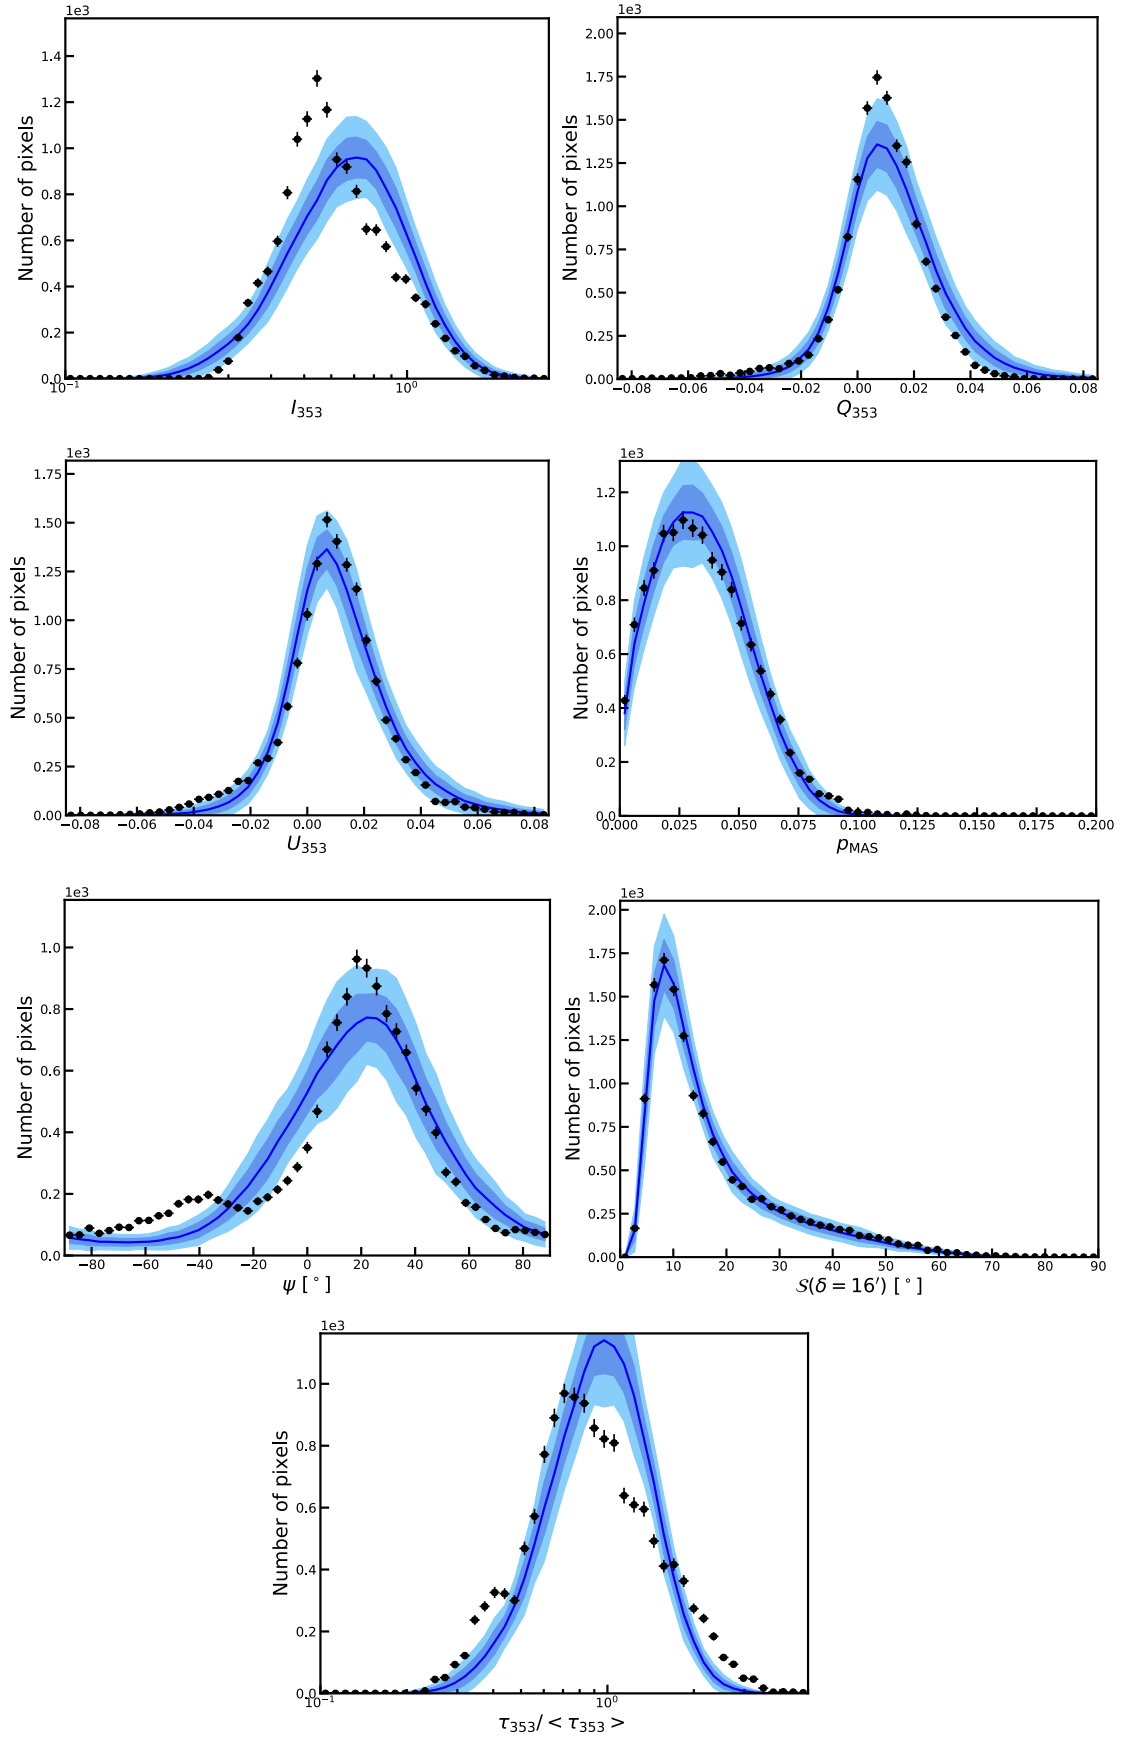 1e3
Number of pixels
1.4
1.2
1.0
0.8
0.6
0.4
0.2
0.0
10⁻¹ 10⁰
I₃₅₃
1e3
Number of pixels
2.00
1.75
1.50
1.25
1.00
0.75
0.50
0.25
0.00
−0.08 −0.06 −0.04 −0.02 0.00 0.02 0.04 0.06 0.08
Q₃₅₃
1e3
Number of pixels
1.75
1.50
1.25
1.00
0.75
0.50
0.25
0.00
−0.08 −0.06 −0.04 −0.02 0.00 0.02 0.04 0.06 0.08
U₃₅₃
1e3
Number of pixels
1.2
1.0
0.8
0.6
0.4
0.2
0.0
0.000 0.025 0.050 0.075 0.100 0.125 0.150 0.175 0.200
p_MAS
1e3
Number of pixels
1.0
0.8
0.6
0.4
0.2
0.0
−80 −60 −40 −20 0 20 40 60 80
ψ [°]
1e3
Number of pixels
2.00
1.75
1.50
1.25
1.00
0.75
0.50
0.25
0.00
0 10 20 30 40 50 60 70 80 90
𝒮(δ = 16′) [°]
1e3
Number of pixels
1.0
0.8
0.6
0.4
0.2
0.0
10⁻¹ 10⁰
τ₃₅₃/ < τ₃₅₃ >